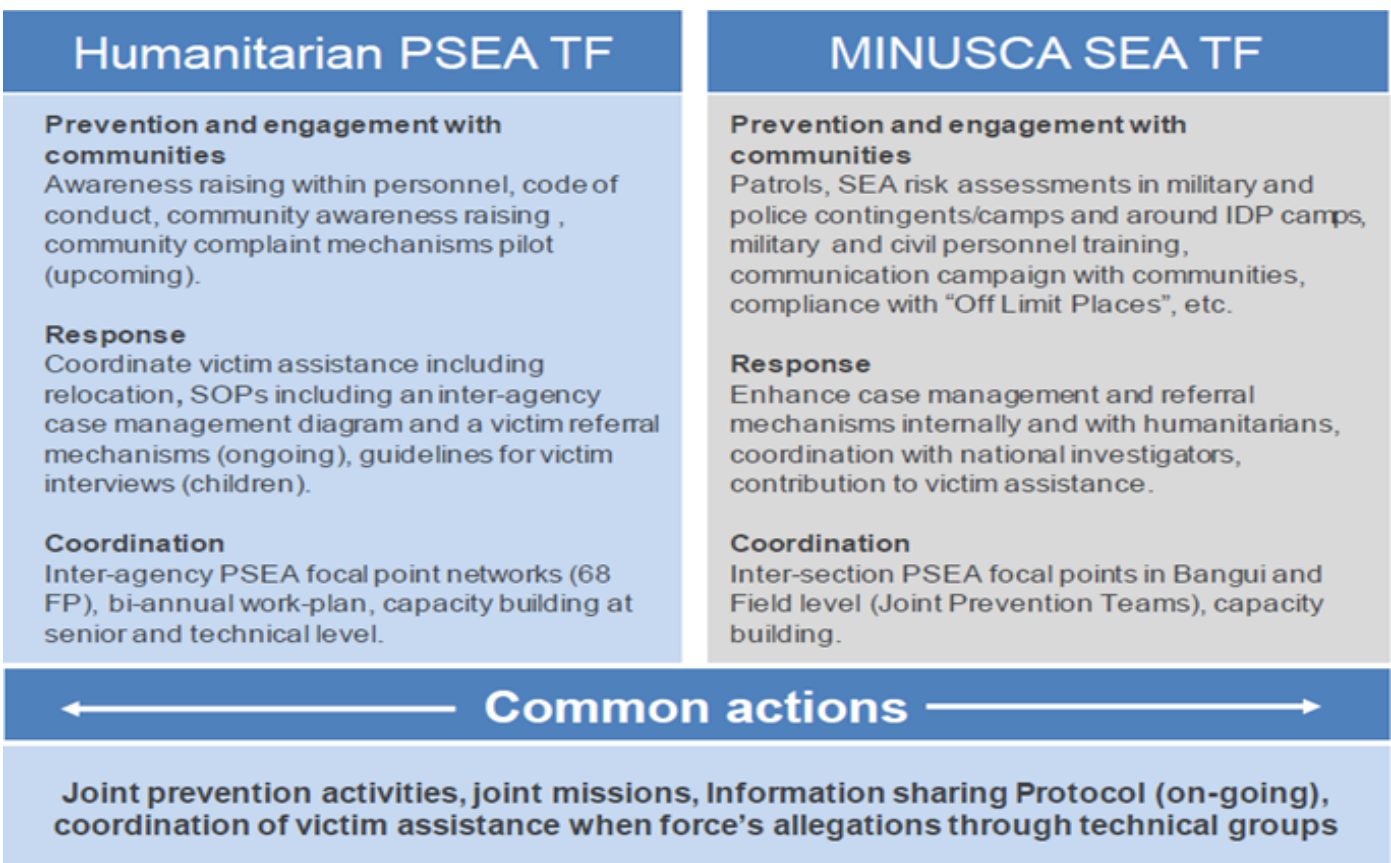 Humanitarian PSEA TF
Prevention and engagement with
communities
Awareness raising within personnel, code of
conduct, community awareness raising ,
community complaint mechanisms pilot
(upcoming).
Response
Coordinate victim assistance including
relocation, SOPs including an inter-agency
case management diagram and a victim referral
mechanisms (ongoing), guidelines for victim
interviews (children).
Coordination
Inter-agency PSEA focal point networks (68
FP), bi-annual work-plan, capacity building at
senior and technical level.
MINUSCA SEA TF
Prevention and engagement with
communities
Patrols, SEA risk assessments in military and
police contingents/camps and around IDP camps,
military and civil personnel training,
communication campaign with communities,
compliance with “Off Limit Places”, etc.
Response
Enhance case management and referral
mechanisms internally and with humanitarians,
coordination with national investigators,
contribution to victim assistance.
Coordination
Inter-section PSEA focal points in Bangui and
Field level (Joint Prevention Teams), capacity
building.
Common actions
Joint prevention activities, joint missions, Information sharing Protocol (on-going),
coordination of victim assistance when force’s allegations through technical groups